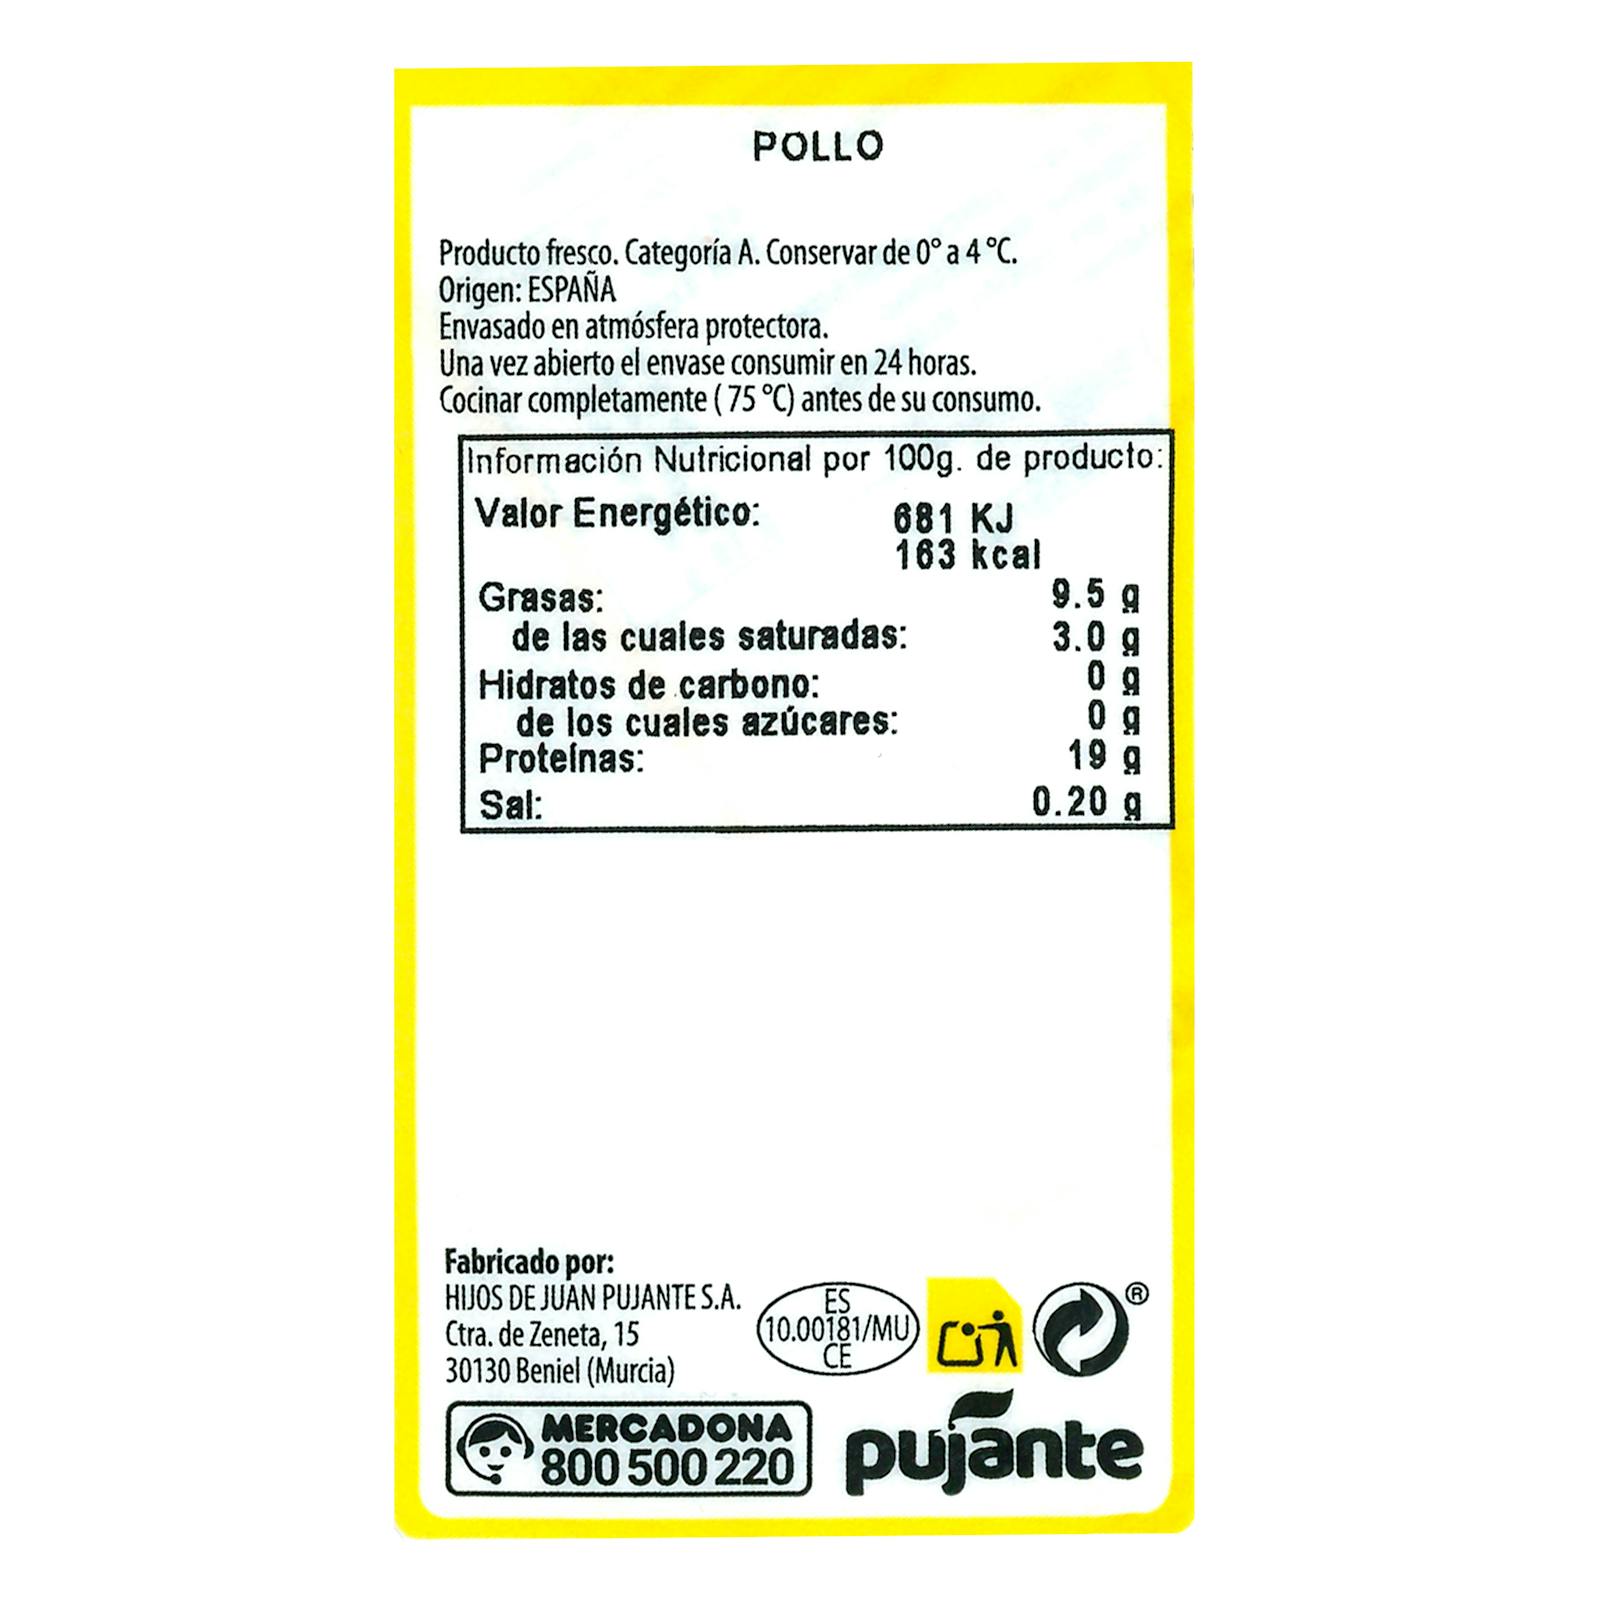 POLLO
Producto fresco. Categoría A. Conservar de 0° a 4 °C.
Origen: ESPAÑA
Envasado en atmósfera protectora.
Una vez abierto el envase consumir en 24 horas.
Cocinar completamente ( 75 °C) antes de su consumo.
Información Nutricional por 100g. de producto:
Valor Energético: 681 KJ
163 kcal
Grasas: 9.5 g
de las cuales saturadas: 3.0 g
Hidratos de carbono: 0 g
de los cuales azúcares: 0 g
Proteínas: 19 g
Sal: 0.20 g
Fabricado por:
HIJOS DE JUAN PUJANTE S.A.
Ctra. de Zeneta, 15
30130 Beniel (Murcia)
ES
10.00181/MU
CE
®
MERCADONA
800 500 220
pujante